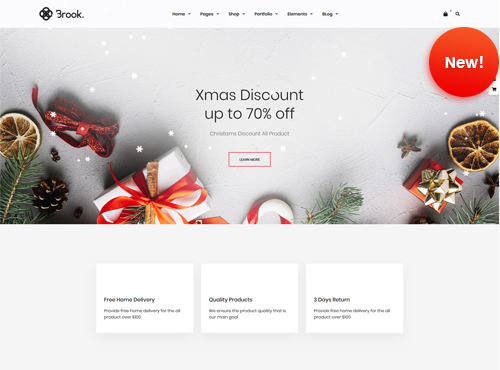 Brook.
Home Pages Shop Portfolio Elements BLog
New!
Xmas Discount
up to 70% off
Christams Discount All Product
LEARN MORE
Free Home Delivery
Provide free home delivery for the all
product over $100
Quality Products
We ensure the product quality that is
our main goal
3 Days Return
Provide free home delivery for the all
product over $100